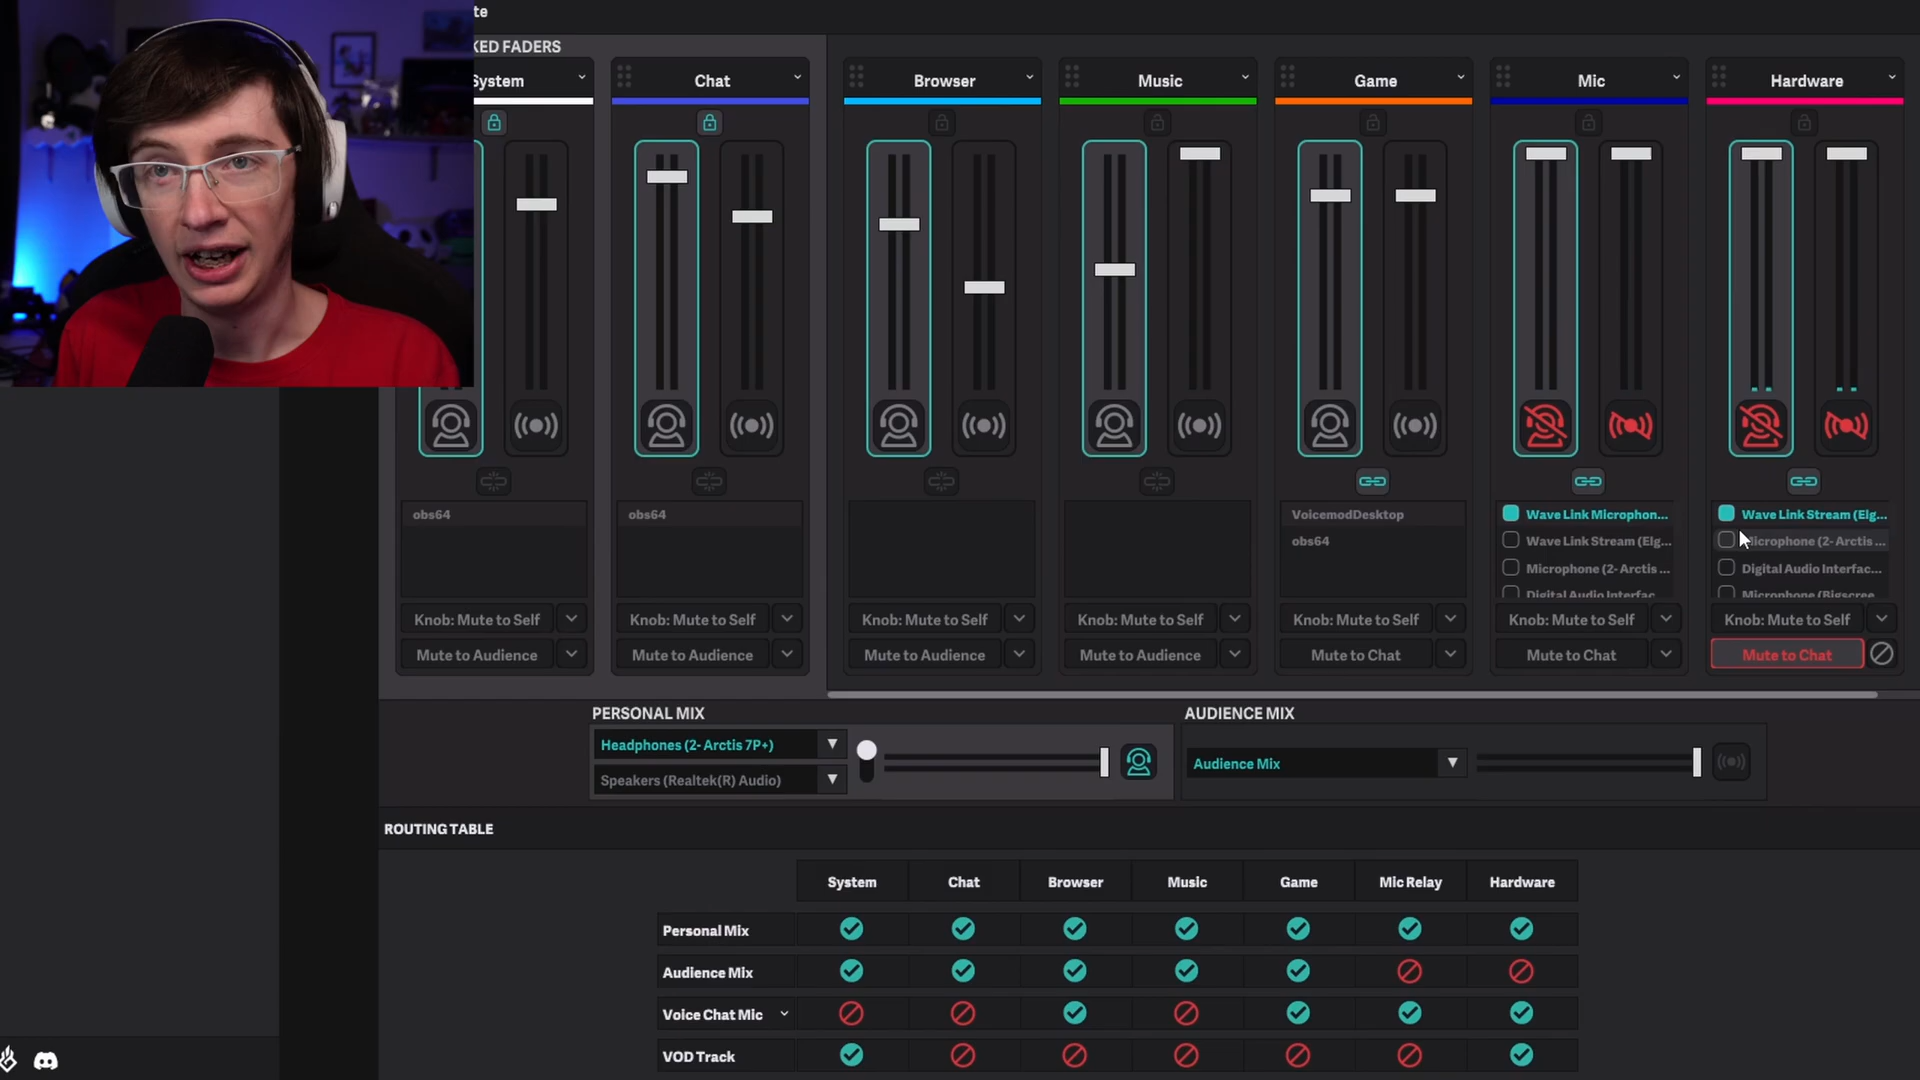 te
KED FADERS
System
Chat
Browser
Music
Game
Mic
Hardware
obs64
obs64
VoicemodDesktop
obs64
Wave Link Microphon...
Wave Link Stream (Elg...
Microphone (2- Arctis ...
Digital Audio Interfac
Wave Link Stream (Elg...
Microphone (2- Arctis ...
Digital Audio Interfac...
Microphone (Bigscree
Knob: Mute to Self
Knob: Mute to Self
Knob: Mute to Self
Knob: Mute to Self
Knob: Mute to Self
Knob: Mute to Self
Knob: Mute to Self
Mute to Audience
Mute to Audience
Mute to Audience
Mute to Audience
Mute to Chat
Mute to Chat
Mute to Chat
PERSONAL MIX
Headphones (2- Arctis 7P+)
Speakers (Realtek(R) Audio)
AUDIENCE MIX
Audience Mix
ROUTING TABLE
System Chat Browser Music Game Mic Relay Hardware
Personal Mix
Audience Mix
Voice Chat Mic
VOD Track